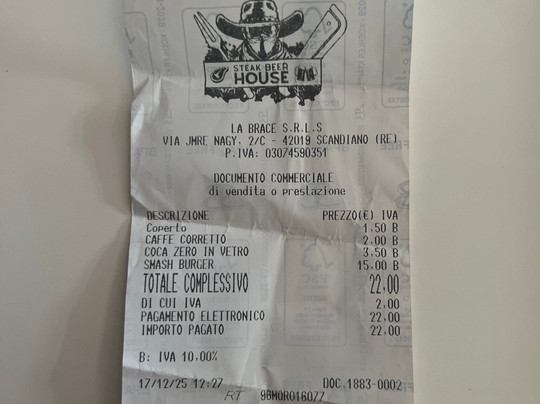 STEAK BEER
HOUSE
LA BRACE S.R.L.S
VIA JMRE NAGY, 2/C - 42019 SCANDIANO (RE)
P.IVA: 03074590351
DOCUMENTO COMMERCIALE
di vendita o prestazione
DESCRIZIONE PREZZO(€) IVA
Coperto 1,50 B
CAFFE CORRETTO 2,00 B
COCA ZERO IN VETRO 3,50 B
SMASH BURGER 15,00 B
TOTALE COMPLESSIVO 22,00
DI CUI IVA 2,00
PAGAMENTO ELETTRONICO 22,00
IMPORTO PAGATO 22,00
B: IVA 10,00%
17/12/25 12:27 DOC.1883-0002
RT 96MQR016077